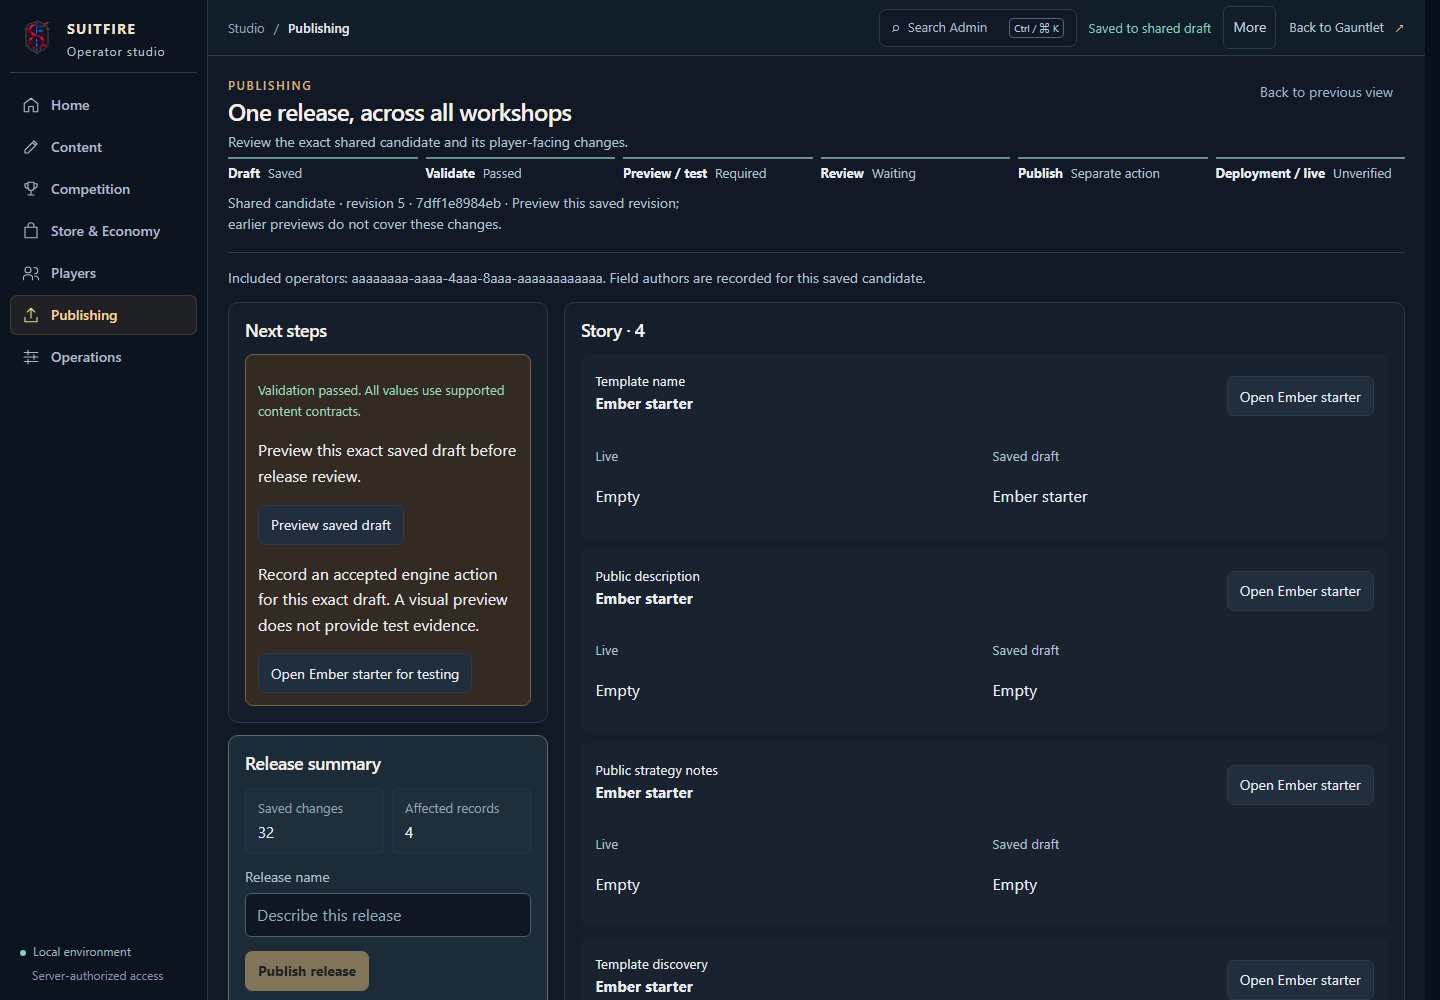 SUITFIRE
Operator studio
Home
Content
Competition
Store & Economy
Players
Publishing
Operations
Local environment
Server-authorized access
Studio / Publishing
Search Admin Ctrl / ⌘ K
Saved to shared draft
More
Back to Gauntlet ↗
PUBLISHING
One release, across all workshops
Review the exact shared candidate and its player-facing changes.
Back to previous view
Draft Saved
Validate Passed
Preview / test Required
Review Waiting
Publish Separate action
Deployment / live Unverified
Shared candidate · revision 5 · 7dff1e8984eb · Preview this saved revision;
earlier previews do not cover these changes.
Included operators: aaaaaaaa-aaaa-4aaa-8aaa-aaaaaaaaaaaa. Field authors are recorded for this saved candidate.
Next steps
Validation passed. All values use supported
content contracts.
Preview this exact saved draft before
release review.
Preview saved draft
Record an accepted engine action
for this exact draft. A visual preview
does not provide test evidence.
Open Ember starter for testing
Release summary
Saved changes
32
Affected records
4
Release name
Describe this release
Publish release
Story · 4
Template name
Ember starter
Open Ember starter
Live
Saved draft
Empty
Ember starter
Public description
Ember starter
Open Ember starter
Live
Saved draft
Empty
Empty
Public strategy notes
Ember starter
Open Ember starter
Live
Saved draft
Empty
Empty
Template discovery
Ember starter
Open Ember starter